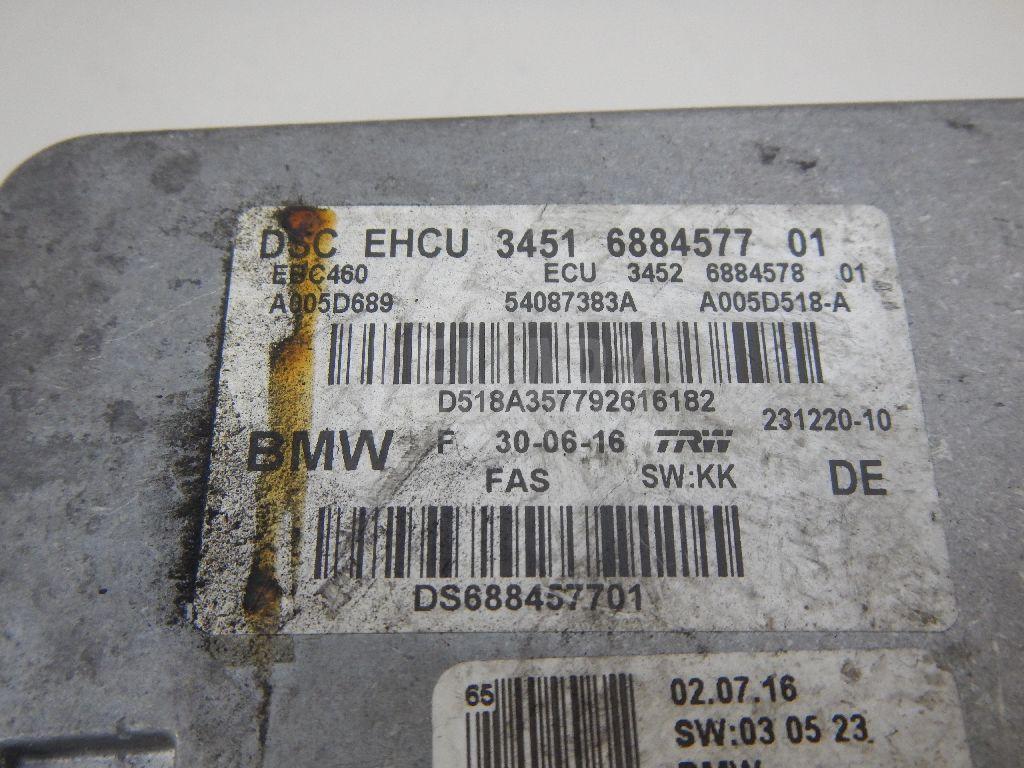 DSC EHCU 3451 6884577 01
EBC460 ECU 3452 6884578 01
A005D689 54087383A A005D518-A
D518A357792616182
231220-10
BMW F 30-06-16 TRW
FAS SW:KK DE
DS688457701
65 02.07.16
SW:03 05 23
BMW